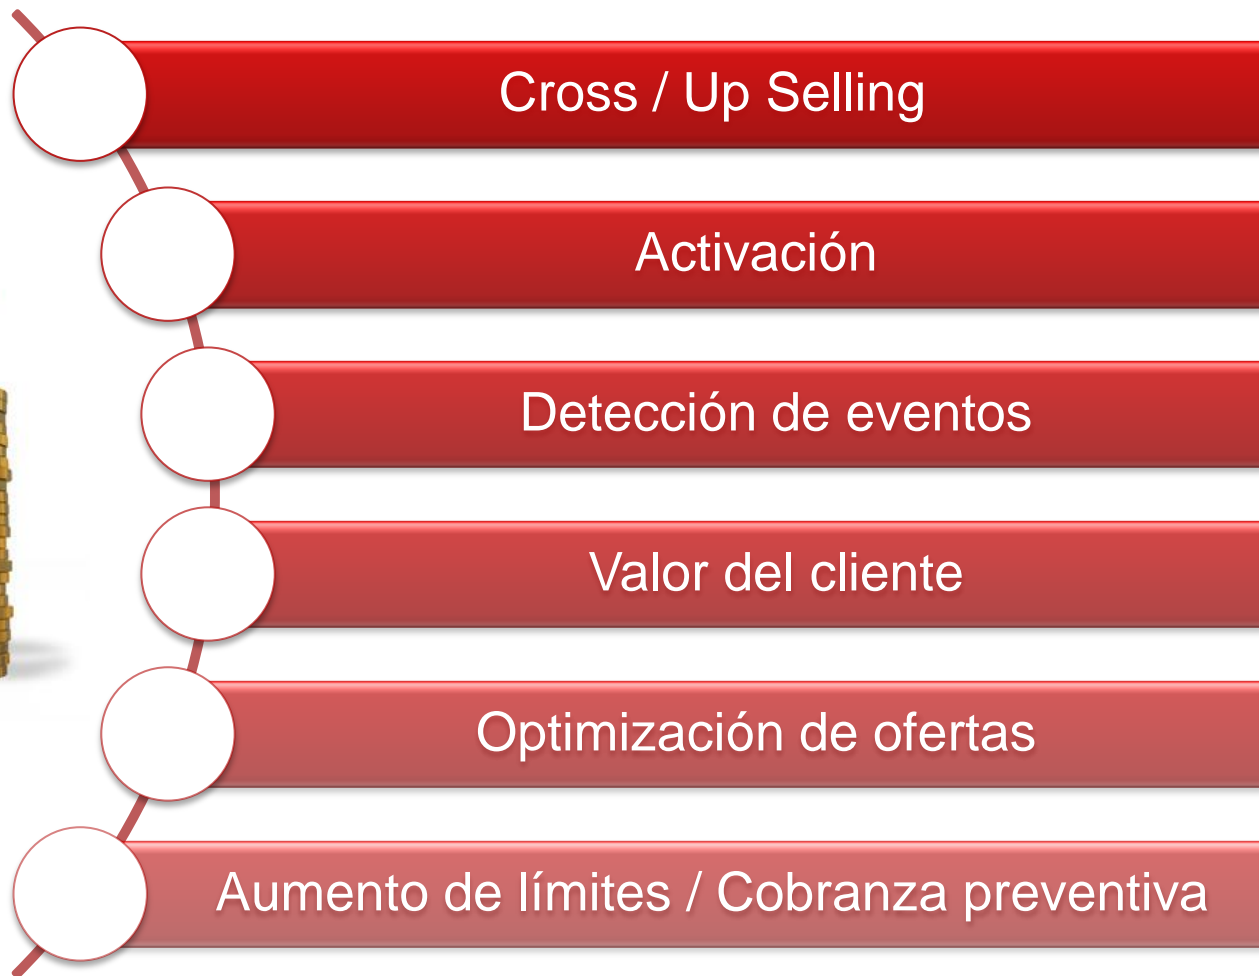 Cross / Up Selling
Activación
Detección de eventos
Valor del cliente
Optimización de ofertas
Aumento de límites / Cobranza preventiva